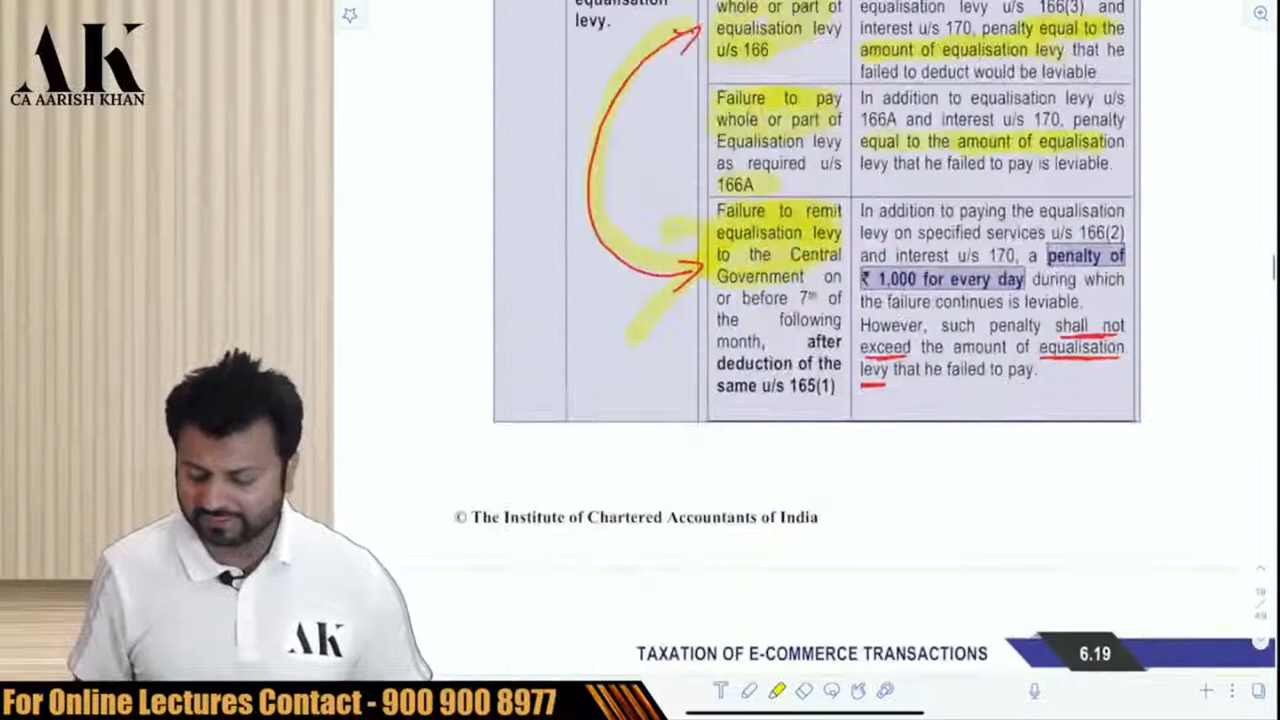 AK
CA AARISH KHAN
equalisation
levy.
whole or part of
equalisation levy
u/s 166
equalisation levy u/s 166(3) and
interest u/s 170, penalty equal to the
amount of equalisation levy that he
failed to deduct would be leviable
Failure to pay
whole or part of
Equalisation levy
as required u/s
166A
In addition to equalisation levy u/s
166A and interest u/s 170, penalty
equal to the amount of equalisation
levy that he failed to pay is leviable.
Failure to remit
equalisation levy
to the Central
Government on
or before 7th of
the following
month, after
deduction of the
same u/s 165(1)
In addition to paying the equalisation
levy on specified services u/s 166(2)
and interest u/s 170, a penalty of
₹ 1,000 for every day during which
the failure continues is leviable.
However, such penalty shall not
exceed the amount of equalisation
levy that he failed to pay.
© The Institute of Chartered Accountants of India
19
/
49
TAXATION OF E-COMMERCE TRANSACTIONS 6.19
AK
For Online Lectures Contact - 900 900 8977